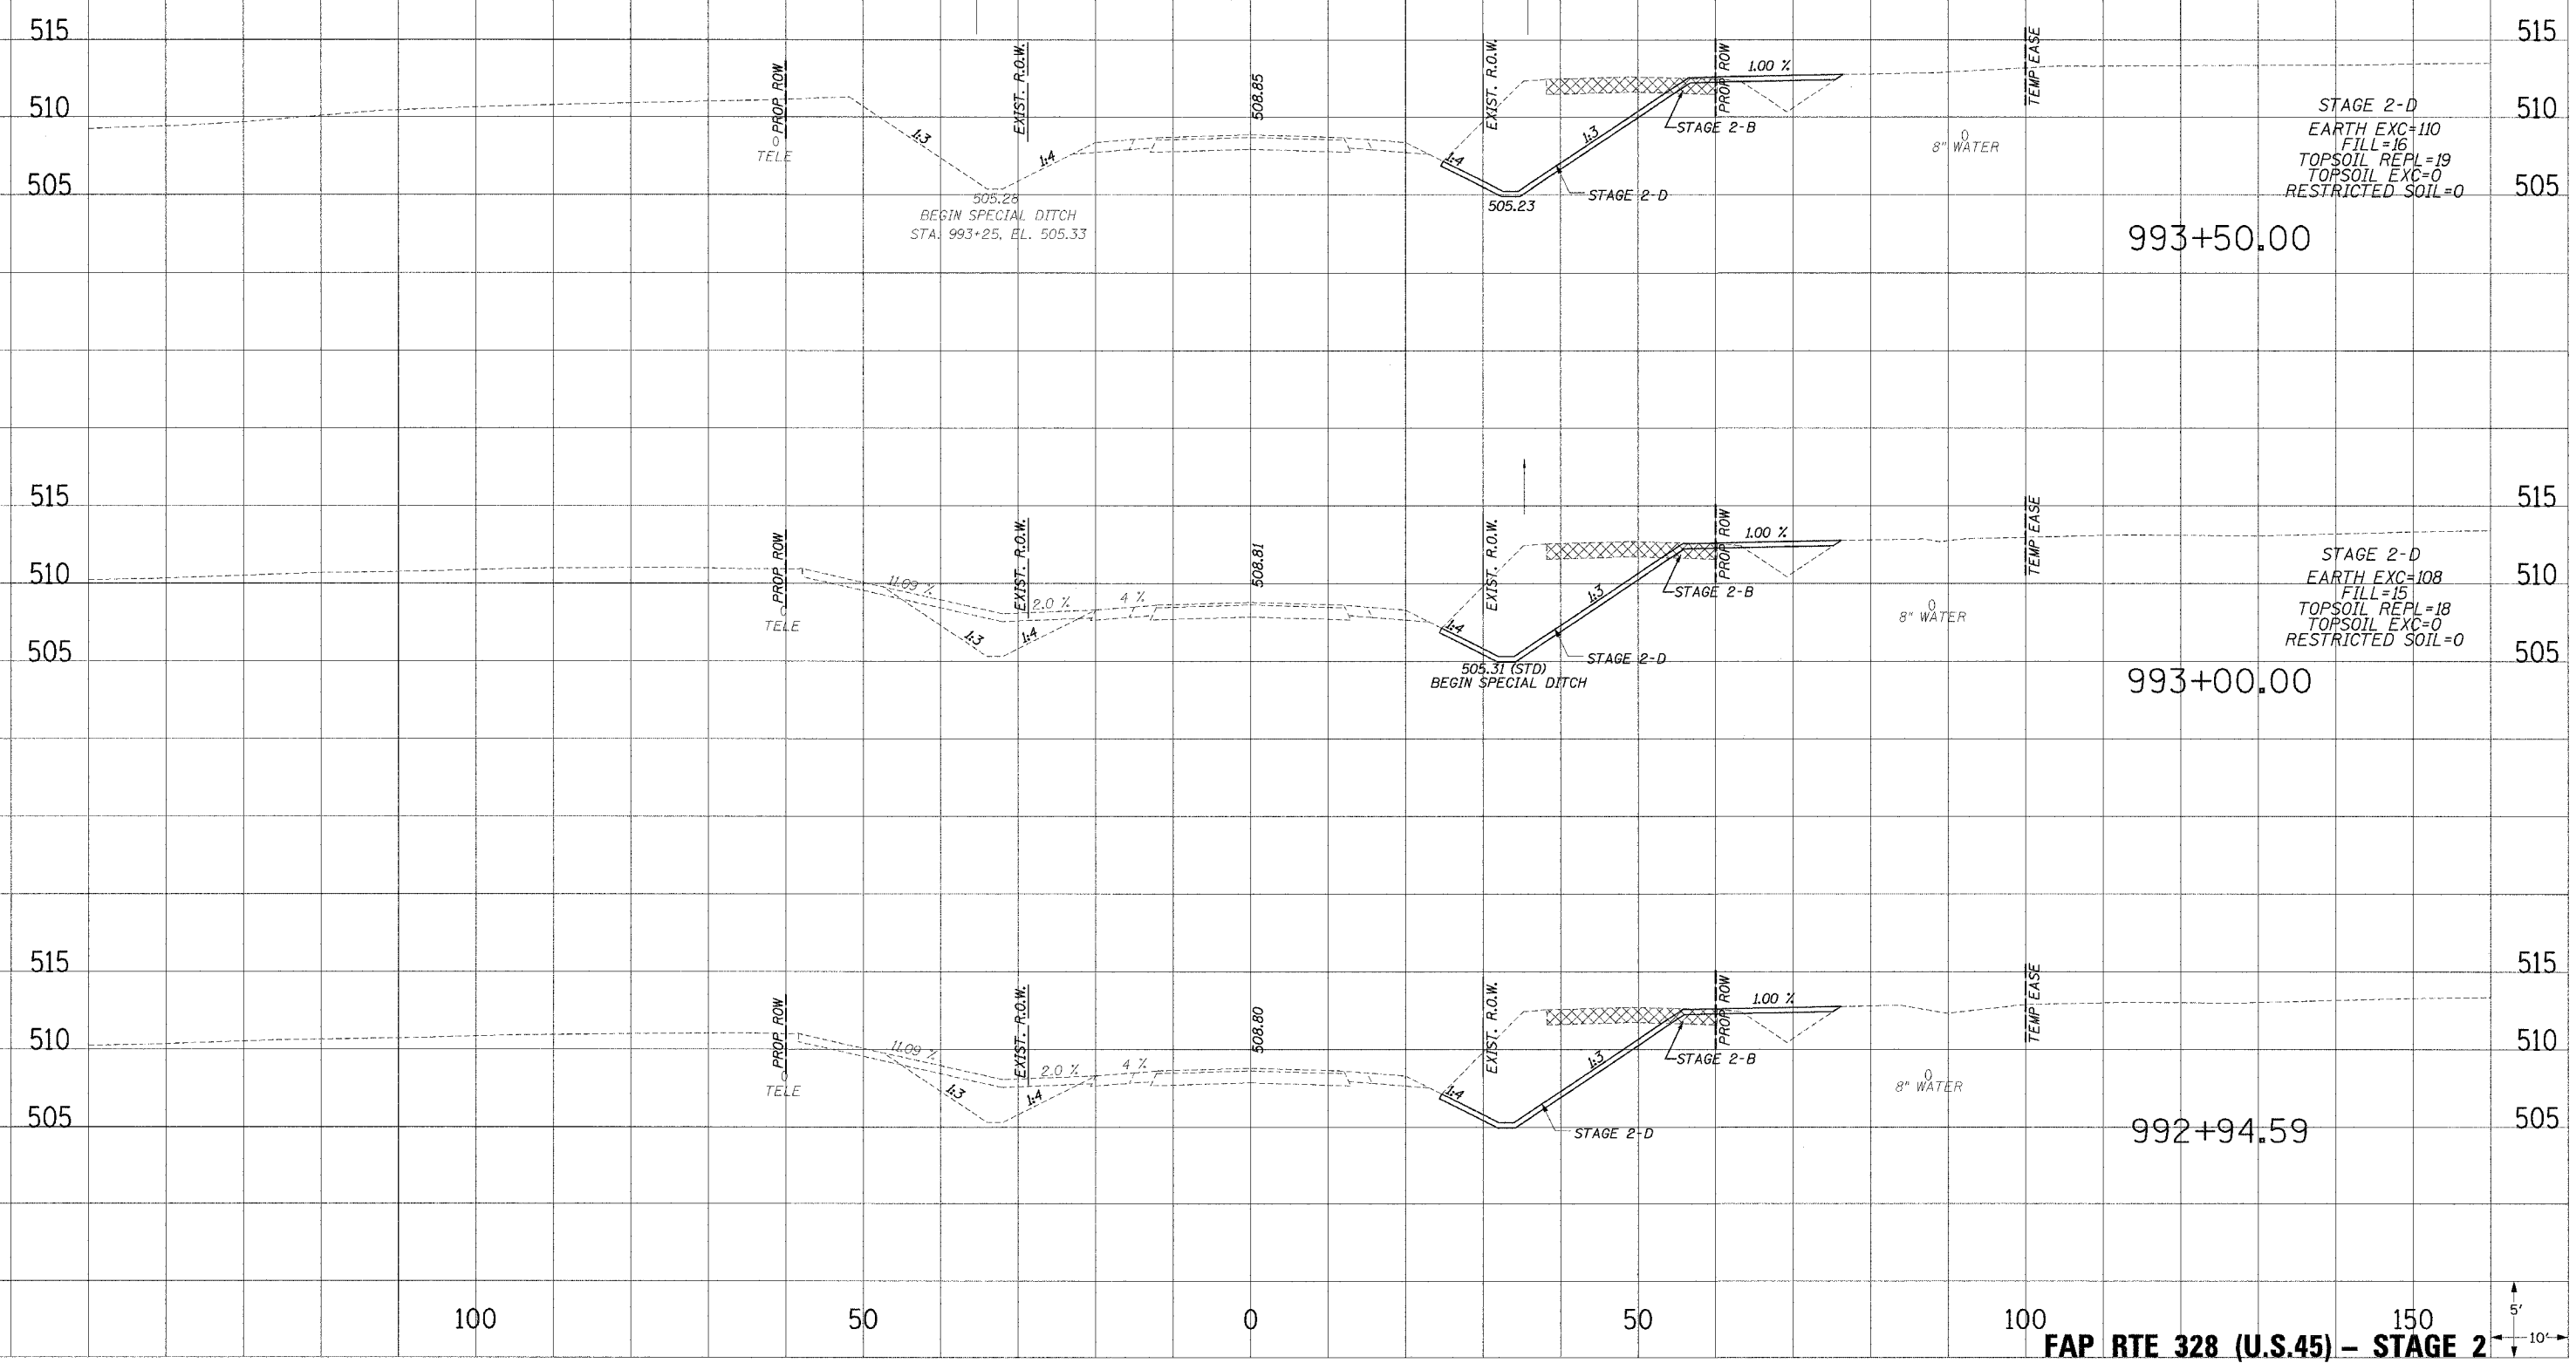 515
515
510
510
505
505
PROP ROW
EXIST. R.O.W.
508.85
EXIST. R.O.W.
PROP ROW
1.00 %
TEMP EASE
TELE
1:3
1:4
1:4
1:3
STAGE 2-B
STAGE 2-D
8" WATER
505.28
BEGIN SPECIAL DITCH
STA. 993+25, EL. 505.33
505.23
STAGE 2-D
EARTH EXC=110
FILL=16
TOPSOIL REPL=19
TOPSOIL EXC=0
RESTRICTED SOIL=0
993+50.00
515
515
510
510
505
505
PROP ROW
EXIST. R.O.W.
508.81
EXIST. R.O.W.
PROP ROW
1.00 %
TEMP EASE
TELE
11.09 %
2.0 %
4 %
1:3
1:4
1:4
1:3
STAGE 2-B
STAGE 2-D
8" WATER
505.31 (STD)
BEGIN SPECIAL DITCH
STAGE 2-D
EARTH EXC=108
FILL=15
TOPSOIL REPL=18
TOPSOIL EXC=0
RESTRICTED SOIL=0
993+00.00
515
515
510
510
505
505
PROP ROW
EXIST. R.O.W.
508.80
EXIST. R.O.W.
PROP ROW
1.00 %
TEMP EASE
TELE
11.09 %
2.0 %
4 %
1:3
1:4
1:4
1:3
STAGE 2-B
STAGE 2-D
8" WATER
992+94.59
100
50
0
50
100
150
5'
10'
FAP RTE 328 (U.S.45) – STAGE 2